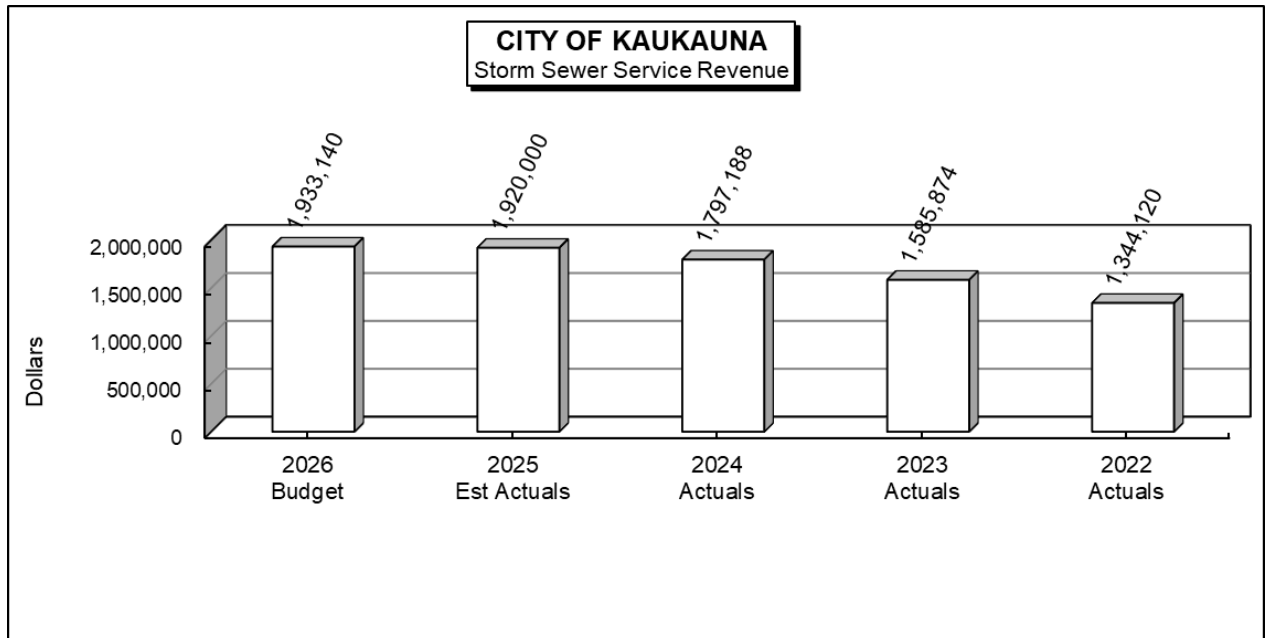 CITY OF KAUKAUNA
Storm Sewer Service Revenue
1,933,140
1,920,000
1,797,188
1,585,874
1,344,120
Dollars
2,000,000
1,500,000
1,000,000
500,000
0
2026
Budget
2025
Est Actuals
2024
Actuals
2023
Actuals
2022
Actuals